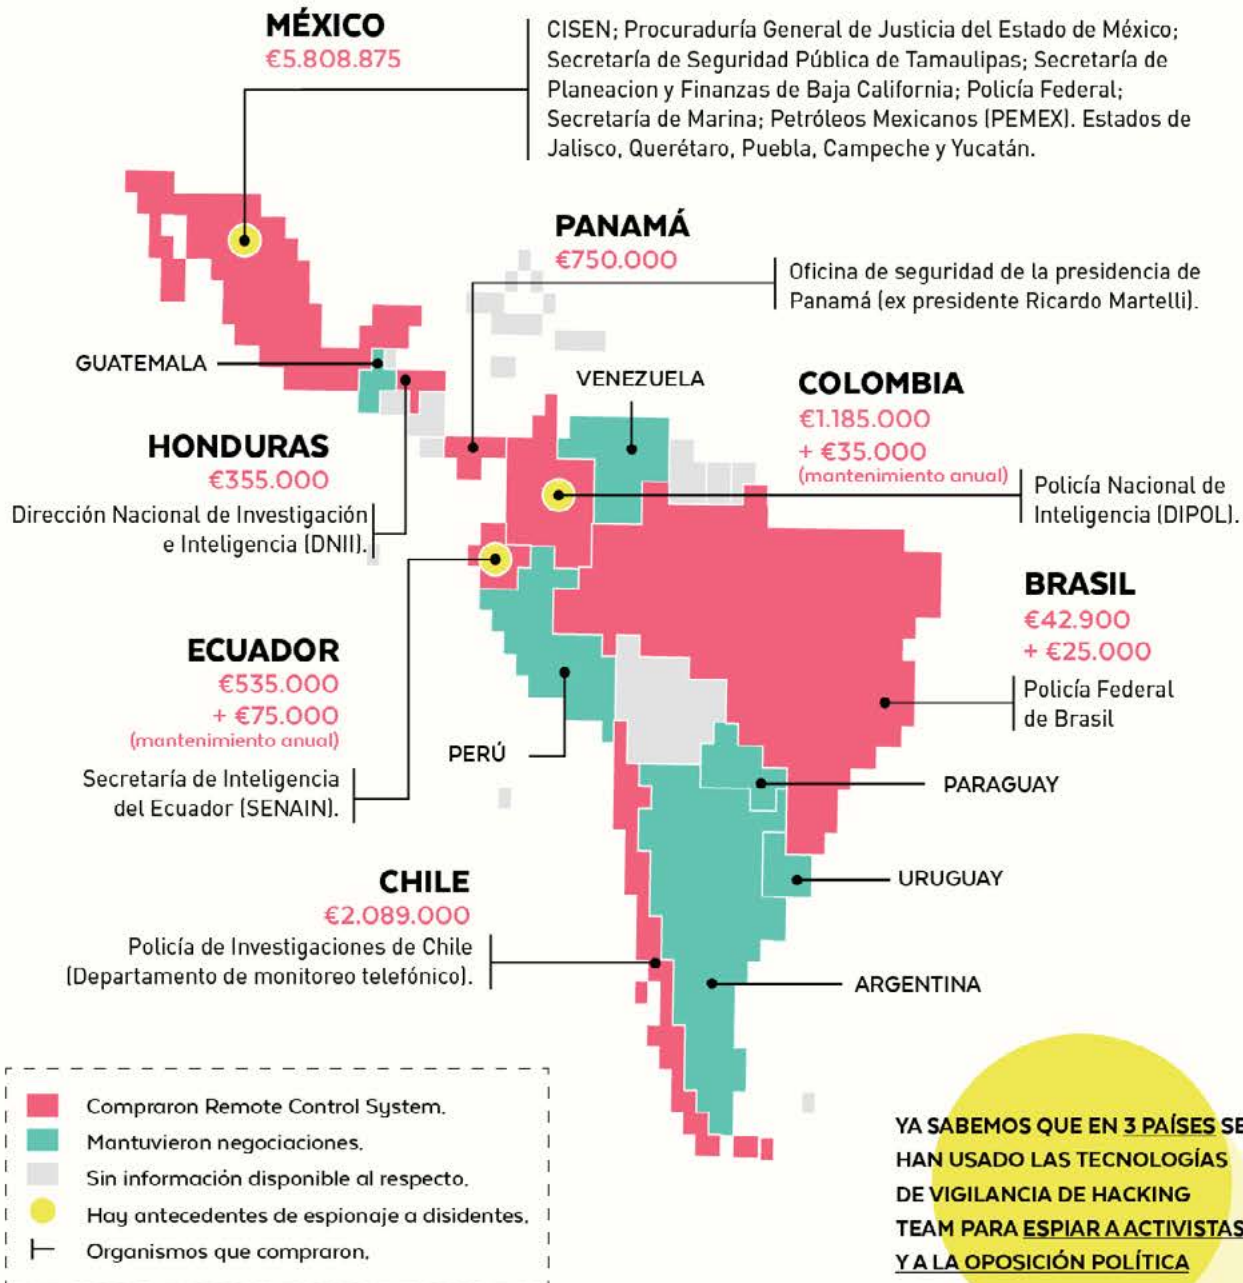 MÉXICO
€5.808.875
CISEN; Procuraduría General de Justicia del Estado de México;
Secretaría de Seguridad Pública de Tamaulipas; Secretaría de
Planeacion y Finanzas de Baja California; Policía Federal;
Secretaría de Marina; Petróleos Mexicanos (PEMEX). Estados de
Jalisco, Querétaro, Puebla, Campeche y Yucatán.
PANAMÁ
€750.000
Oficina de seguridad de la presidencia de
Panamá (ex presidente Ricardo Martelli).
GUATEMALA
VENEZUELA
COLOMBIA
€1.185.000
+ €35.000
(mantenimiento anual)
Policía Nacional de
Inteligencia (DIPOL).
HONDURAS
€355.000
Dirección Nacional de Investigación
e Inteligencia (DNII).
BRASIL
€42.900
+ €25.000
Policía Federal
de Brasil
ECUADOR
€535.000
+ €75.000
(mantenimiento anual)
Secretaría de Inteligencia
del Ecuador (SENAIN).
PERÚ
PARAGUAY
URUGUAY
CHILE
€2.089.000
Policía de Investigaciones de Chile
(Departamento de monitoreo telefónico).
ARGENTINA
Compraron Remote Control System.
Mantuvieron negociaciones.
Sin información disponible al respecto.
Hay antecedentes de espionaje a disidentes.
Organismos que compraron.
YA SABEMOS QUE EN 3 PAÍSES SE
HAN USADO LAS TECNOLOGÍAS
DE VIGILANCIA DE HACKING
TEAM PARA ESPIAR A ACTIVISTAS
Y A LA OPOSICIÓN POLÍTICA